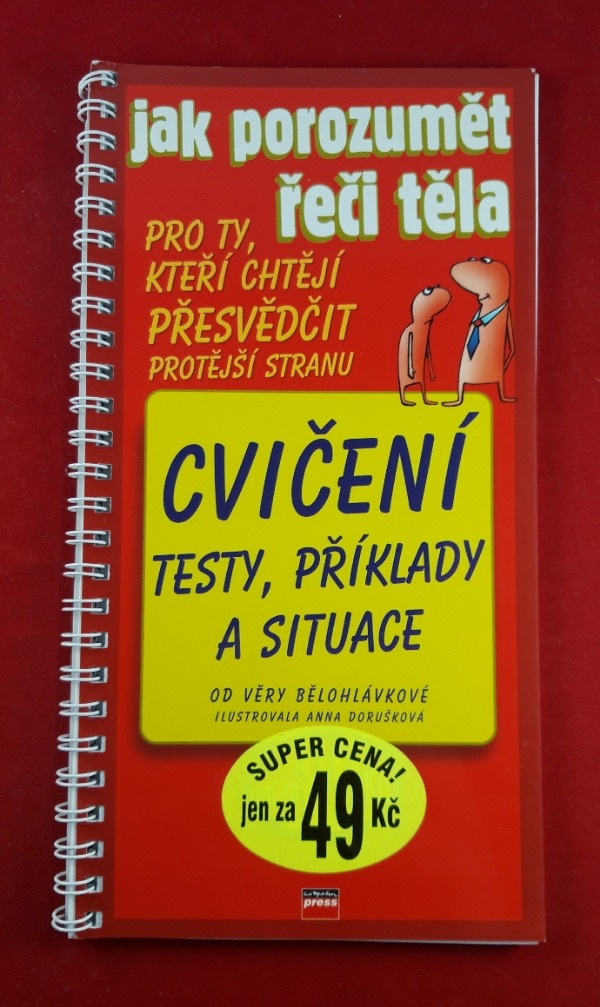 jak porozumět
řeči těla
PRO TY,
KTEŘÍ CHTĚJÍ
PŘESVĚDČIT
PROTĚJŠÍ STRANU
CVIČENÍ
TESTY, PŘÍKLADY
A SITUACE
OD VĚRY BĚLOHLÁVKOVÉ
ILUSTROVALA ANNA DORUŠKOVÁ
SUPER CENA!
jen za 49 Kč
computer
press